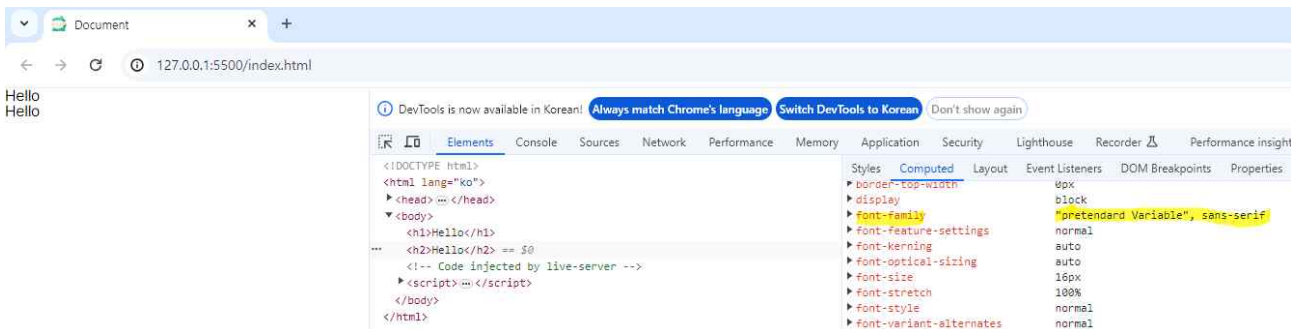 Document
127.0.0.1:5500/index.html
Hello
Hello
DevTools is now available in Korean! Always match Chrome's language Switch DevTools to Korean Don't show again
Elements Console Sources Network Performance Memory Application Security Lighthouse Recorder Performance insight
<!DOCTYPE html>
<html lang="ko">
<head> … </head>
<body>
<h1>Hello</h1>
<h2>Hello</h2> == $0
<!-- Code injected by live-server -->
<script> … </script>
</body>
</html>
Styles Computed Layout Event Listeners DOM Breakpoints Properties
border-top-width 0px
display block
font-family "pretendard Variable", sans-serif
font-feature-settings normal
font-kerning auto
font-optical-sizing auto
font-size 16px
font-stretch 100%
font-style normal
font-variant-alternates normal